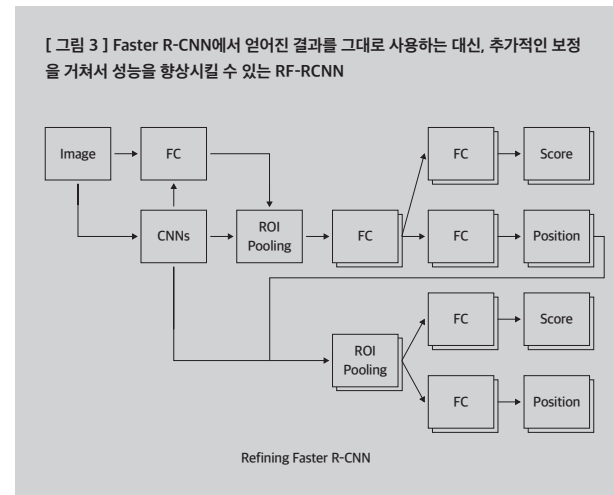 [ 그림 3 ] Faster R-CNN에서 얻어진 결과를 그대로 사용하는 대신, 추가적인 보정
을 거쳐서 성능을 향상시킬 수 있는 RF-RCNN
Image
FC
FC
Score
CNNs
ROI
Pooling
FC
FC
Position
FC
Score
ROI
Pooling
FC
Position
Refining Faster R-CNN